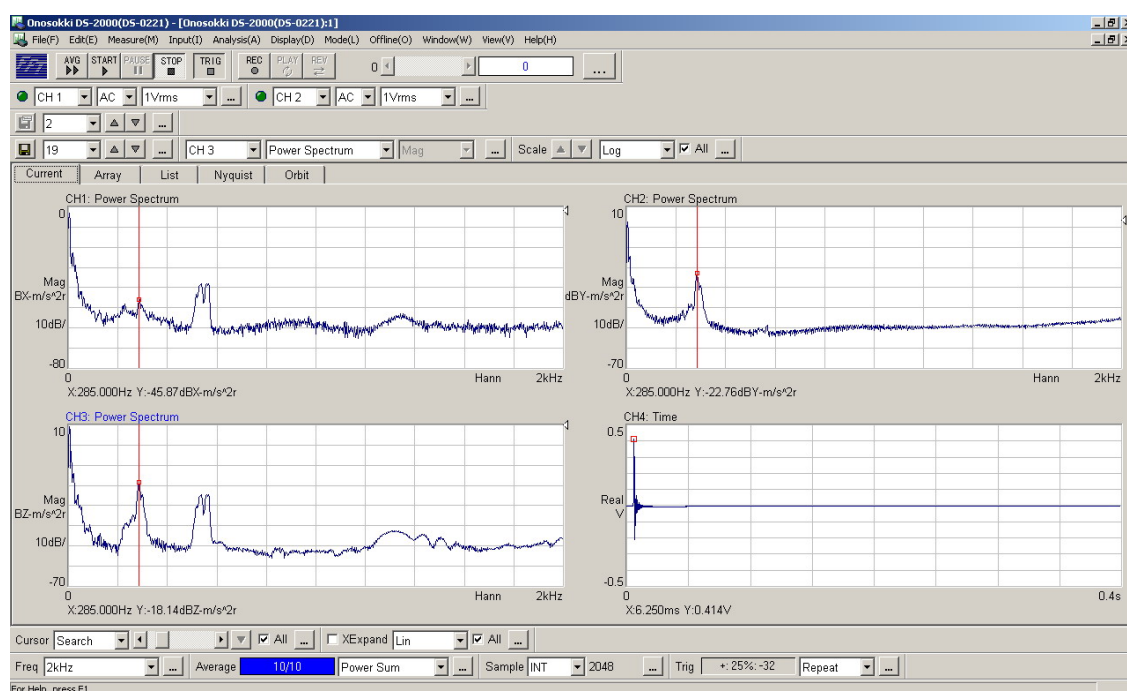 Onosokki DS-2000(DS-0221) - [Onosokki DS-2000(DS-0221):1]
File(F) Edit(E) Measure(M) Input(I) Analysis(A) Display(D) Mode(L) Offline(O) Window(W) View(V) Help(H)
AVG START PAUSE STOP TRIG REC PLAY REV 0 0 ...
CH 1 AC 1Vrms ... CH 2 AC 1Vrms ...
2 ...
19 ... CH 3 Power Spectrum Mag ... Scale Log All ...
Current Array List Nyquist Orbit
CH1: Power Spectrum
0
Mag
BX-m/s^2r
10dB/
-80
0 Hann 2kHz
X:285.000Hz Y:-45.87dBX-m/s^2r
CH2: Power Spectrum
10
Mag
dBY-m/s^2r
10dB/
-70
0 Hann 2kHz
X:285.000Hz Y:-22.76dBY-m/s^2r
CH3: Power Spectrum
10
Mag
BZ-m/s^2r
10dB/
-70
0 Hann 2kHz
X:285.000Hz Y:-18.14dBZ-m/s^2r
CH4: Time
0.5
Real
V
-0.5
0 0.4s
X:6.250ms Y:0.414V
Cursor Search All ... XExpand Lin All ...
Freq 2kHz ... Average 10/10 Power Sum ... Sample INT 2048 ... Trig +: 25%:-32 Repeat ...
For Help, press F1